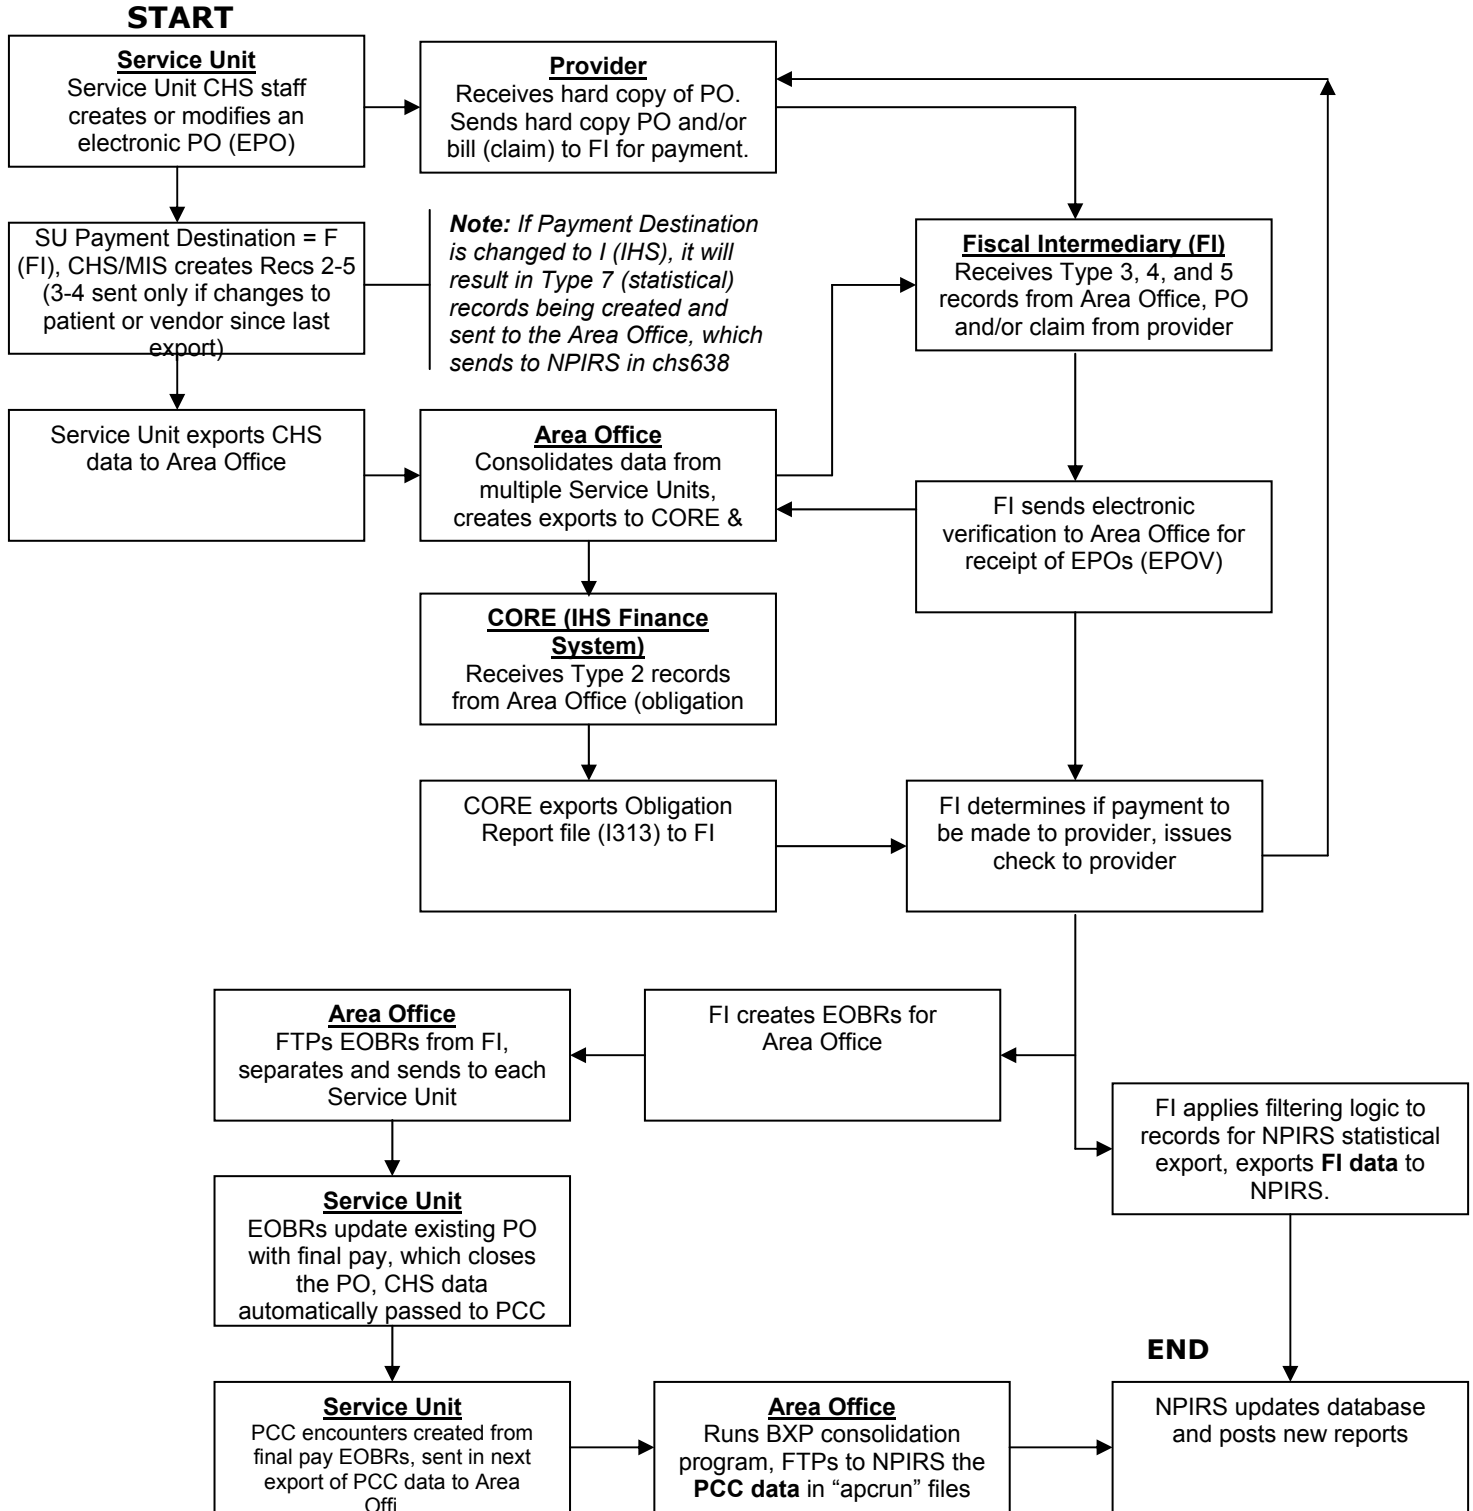 START
Service Unit
Service Unit CHS staff
creates or modifies an
electronic PO (EPO)
Provider
Receives hard copy of PO.
Sends hard copy PO and/or
bill (claim) to FI for payment.
SU Payment Destination = F
(FI), CHS/MIS creates Recs 2-5
(3-4 sent only if changes to
patient or vendor since last
export)
Note: If Payment Destination
is changed to I (IHS), it will
result in Type 7 (statistical)
records being created and
sent to the Area Office, which
sends to NPIRS in chs638
Fiscal Intermediary (FI)
Receives Type 3, 4, and 5
records from Area Office, PO
and/or claim from provider
Service Unit exports CHS
data to Area Office
Area Office
Consolidates data from
multiple Service Units,
creates exports to CORE &
FI sends electronic
verification to Area Office for
receipt of EPOs (EPOV)
CORE (IHS Finance
System)
Receives Type 2 records
from Area Office (obligation
CORE exports Obligation
Report file (I313) to FI
FI determines if payment to
be made to provider, issues
check to provider
Area Office
FTPs EOBRs from FI,
separates and sends to each
Service Unit
FI creates EOBRs for
Area Office
FI applies filtering logic to
records for NPIRS statistical
export, exports FI data to
NPIRS.
Service Unit
EOBRs update existing PO
with final pay, which closes
the PO, CHS data
automatically passed to PCC
END
Service Unit
PCC encounters created from
final pay EOBRs, sent in next
export of PCC data to Area
Offi
Area Office
Runs BXP consolidation
program, FTPs to NPIRS the
PCC data in “apcrun” files
NPIRS updates database
and posts new reports